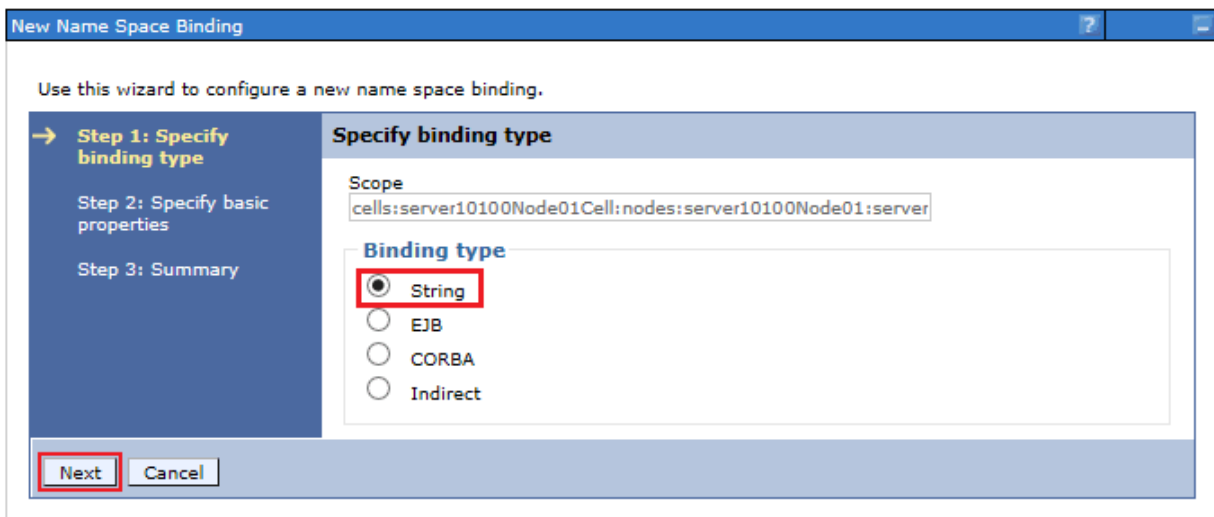 New Name Space Binding
?
Use this wizard to configure a new name space binding.
Step 1: Specify
binding type
Step 2: Specify basic
properties
Step 3: Summary
Specify binding type
Scope
cells:server10100Node01Cell:nodes:server10100Node01:server
Binding type
String
EJB
CORBA
Indirect
Next
Cancel